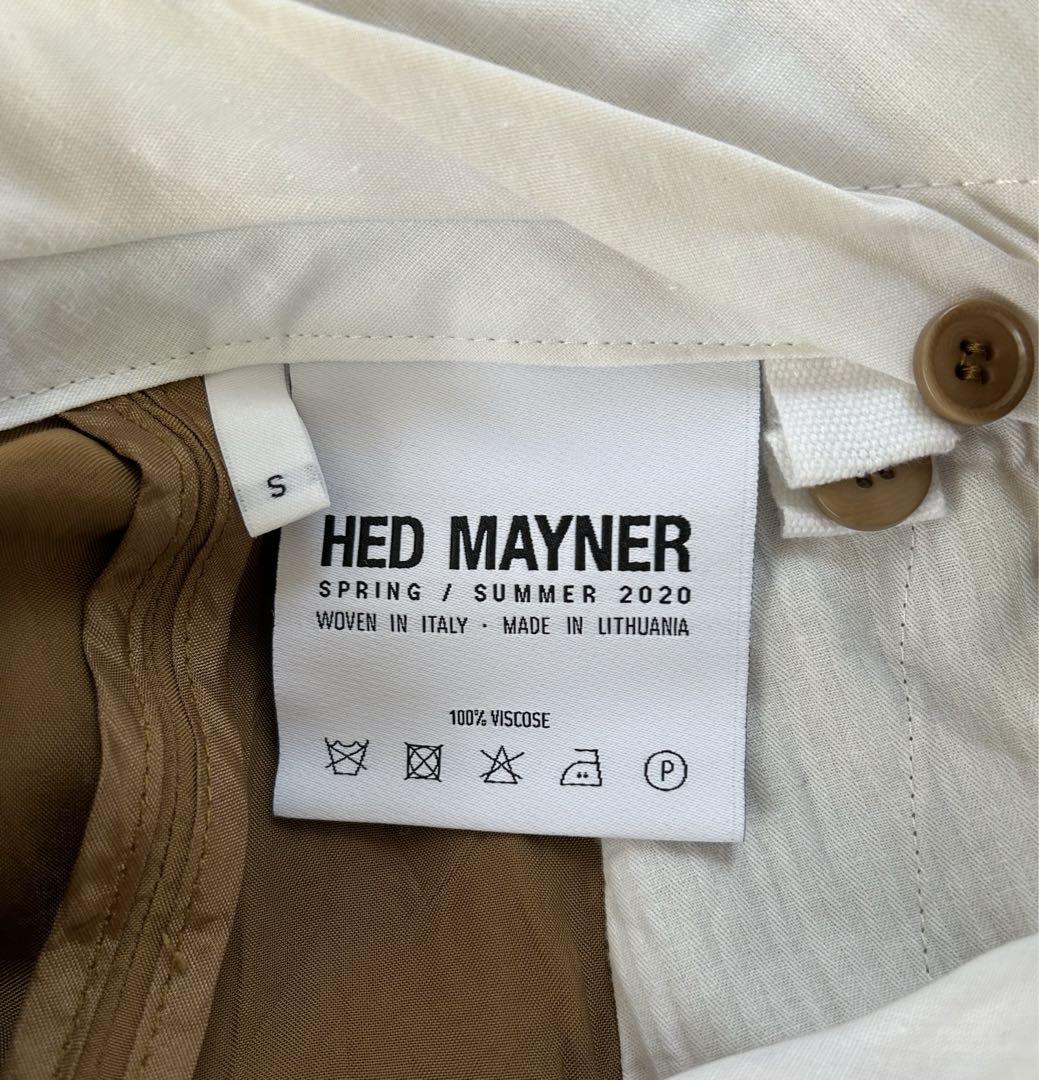 S
HED MAYNER
SPRING / SUMMER 2020
WOVEN IN ITALY · MADE IN LITHUANIA
100% VISCOSE
P